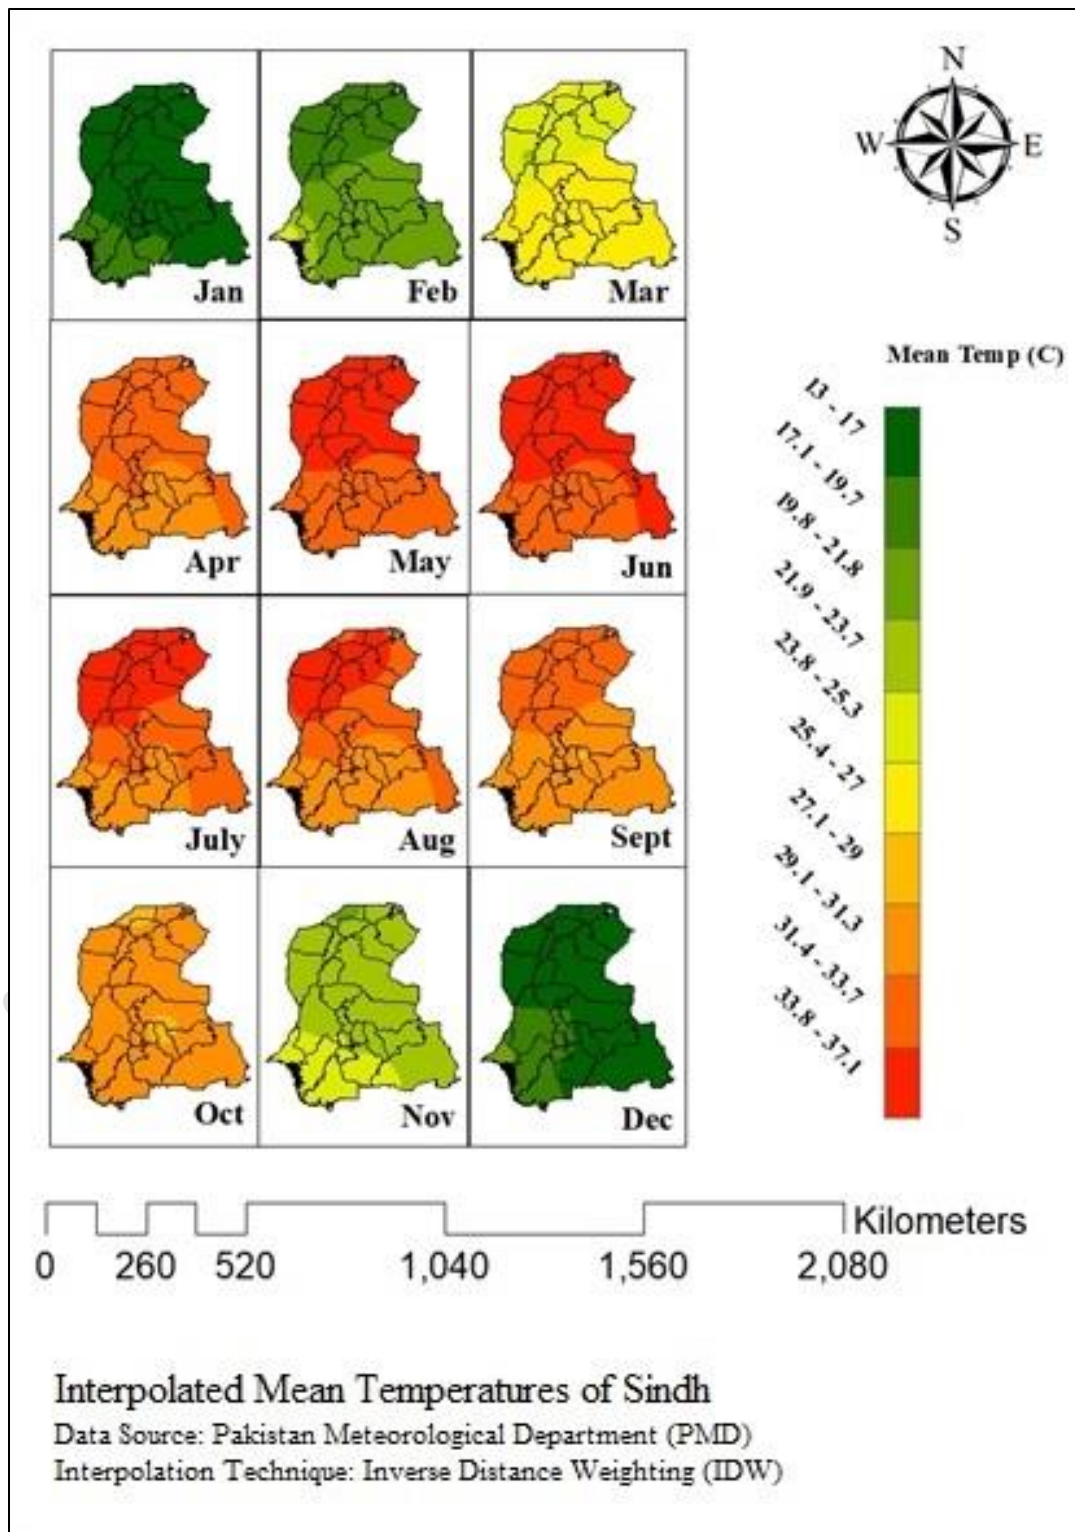 N
W E
S
Jan Feb Mar
Apr May Jun
July Aug Sept
Oct Nov Dec
Mean Temp (C)
13 - 17
17.1 - 19.7
19.8 - 21.8
21.9 - 23.7
23.8 - 25.3
25.4 - 27
27.1 - 29
29.1 - 31.3
31.4 - 33.7
33.8 - 37.1
Kilometers
0 260 520 1,040 1,560 2,080
Interpolated Mean Temperatures of Sindh
Data Source: Pakistan Meteorological Department (PMD)
Interpolation Technique: Inverse Distance Weighting (IDW)